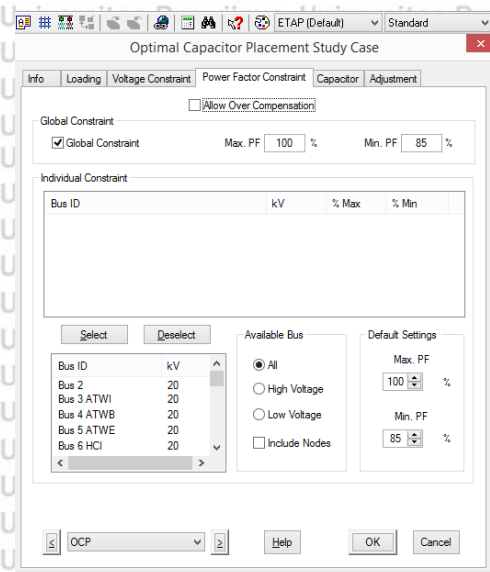 ETAP (Default) Standard
Optimal Capacitor Placement Study Case
Info Loading Voltage Constraint Power Factor Constraint Capacitor Adjustment
Allow Over Compensation
Global Constraint
Global Constraint Max. PF 100 % Min. PF 85 %
Individual Constraint
Bus ID kV % Max % Min
Select Deselect
Bus ID kV
Bus 2 20
Bus 3 ATWI 20
Bus 4 ATWB 20
Bus 5 ATWE 20
Bus 6 HCI 20
Available Bus
All
High Voltage
Low Voltage
Include Nodes
Default Settings
Max. PF
100 %
Min. PF
85 %
≤ OCP ≥ Help OK Cancel